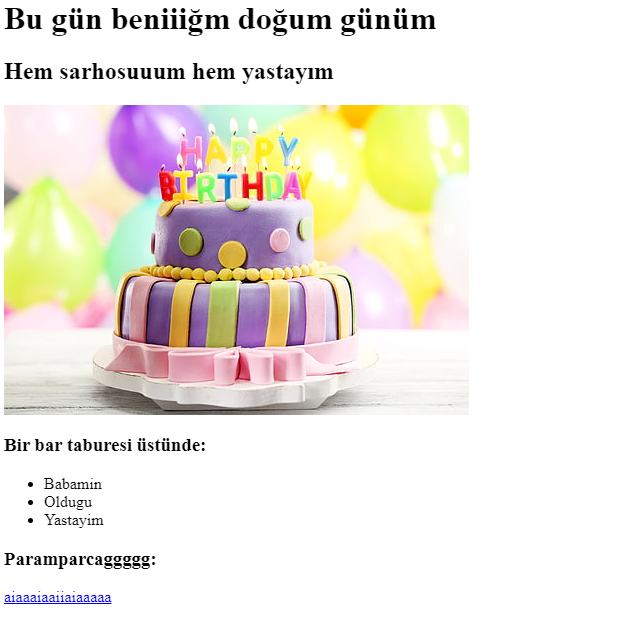 Bu gün beniiiğm doğum günüm
Hem sarhosuuum hem yastayım
HAPPY
BIRTHDAY
Bir bar taburesi üstünde:
Babamin
Oldugu
Yastayim
Paramparcaggggg:
aiaaaiaaiiaiaaaaa